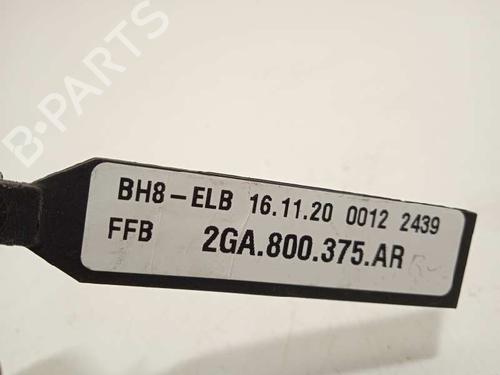 B-PARTS
BH8-ELB 16.11.20 0012 2439
FFB 2GA.800.375.AR